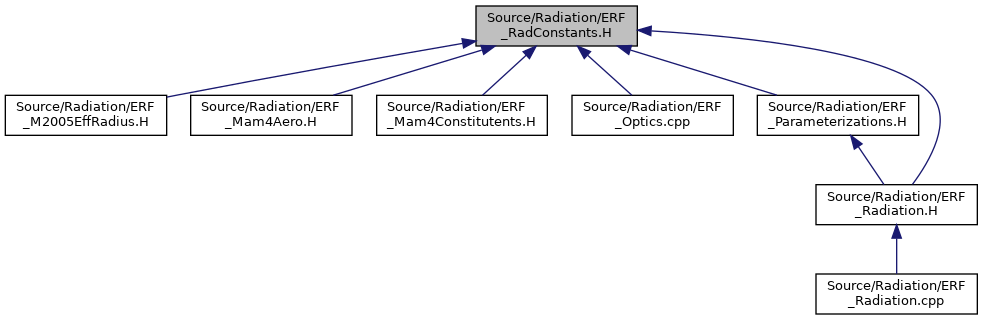 Source/Radiation/ERF
_RadConstants.H
Source/Radiation/ERF
_M2005EffRadius.H
Source/Radiation/ERF
_Mam4Aero.H
Source/Radiation/ERF
_Mam4Constitutents.H
Source/Radiation/ERF
_Optics.cpp
Source/Radiation/ERF
_Parameterizations.H
Source/Radiation/ERF
_Radiation.H
Source/Radiation/ERF
_Radiation.cpp